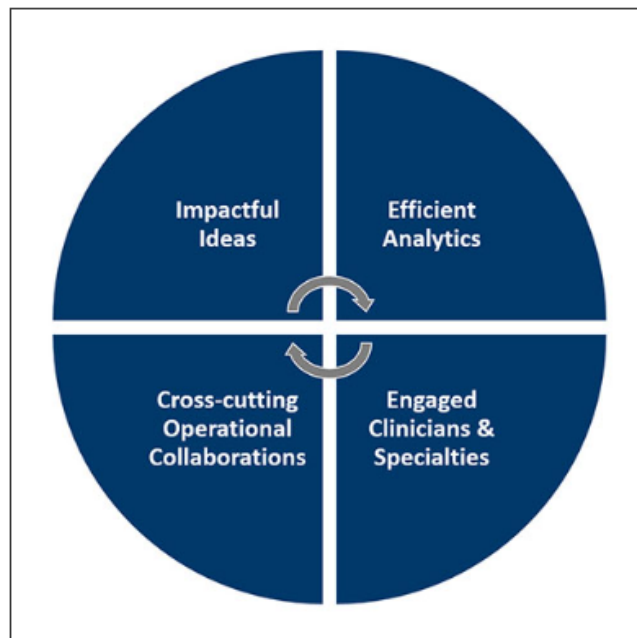 Impactful
Ideas
Efficient
Analytics
Cross-cutting
Operational
Collaborations
Engaged
Clinicians &
Specialties